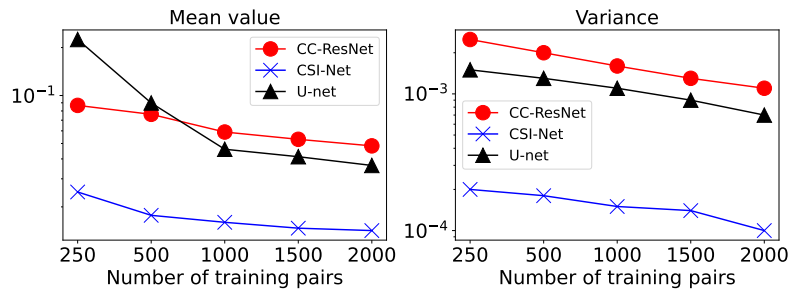 Mean value
CC-ResNet
CSI-Net
U-net
10⁻¹
250 500 1000 1500 2000
Number of training pairs
Variance
10⁻³
CC-ResNet
CSI-Net
U-net
10⁻⁴
250 500 1000 1500 2000
Number of training pairs